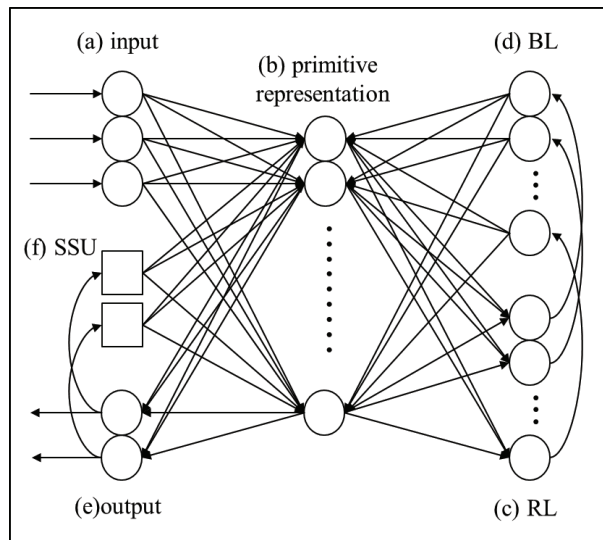 (a) input
(b) primitive
representation
(d) BL
(f) SSU
(e)output
(c) RL